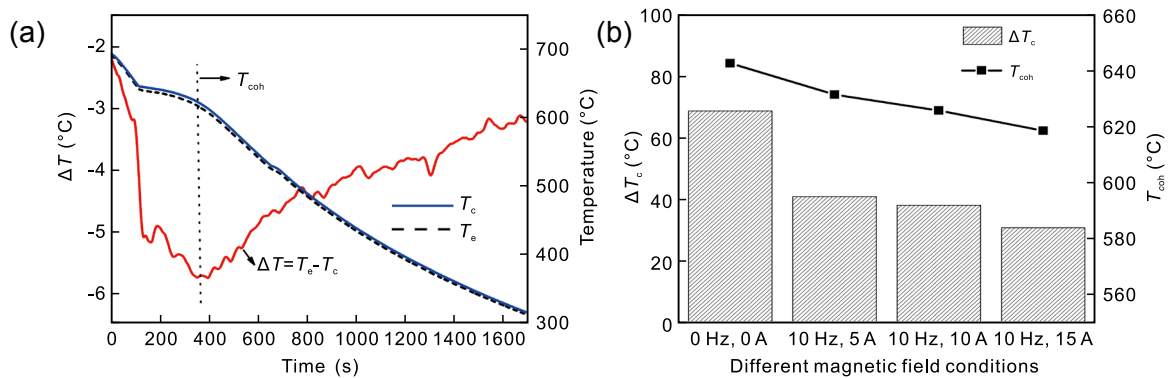 (a)
-2
-3
-4
-5
-6
ΔT (°C)
0 200 400 600 800 1000 1200 1400 1600
Time (s)
700
600
500
400
300
Temperature (°C)
T_coh
T_c
T_e
ΔT=T_e-T_c
(b)
100
80
60
40
20
0
ΔT_c (°C)
0 Hz, 0 A 10 Hz, 5 A 10 Hz, 10 A 10 Hz, 15 A
Different magnetic field conditions
660
640
620
600
580
560
T_coh (°C)
ΔT_c
T_coh